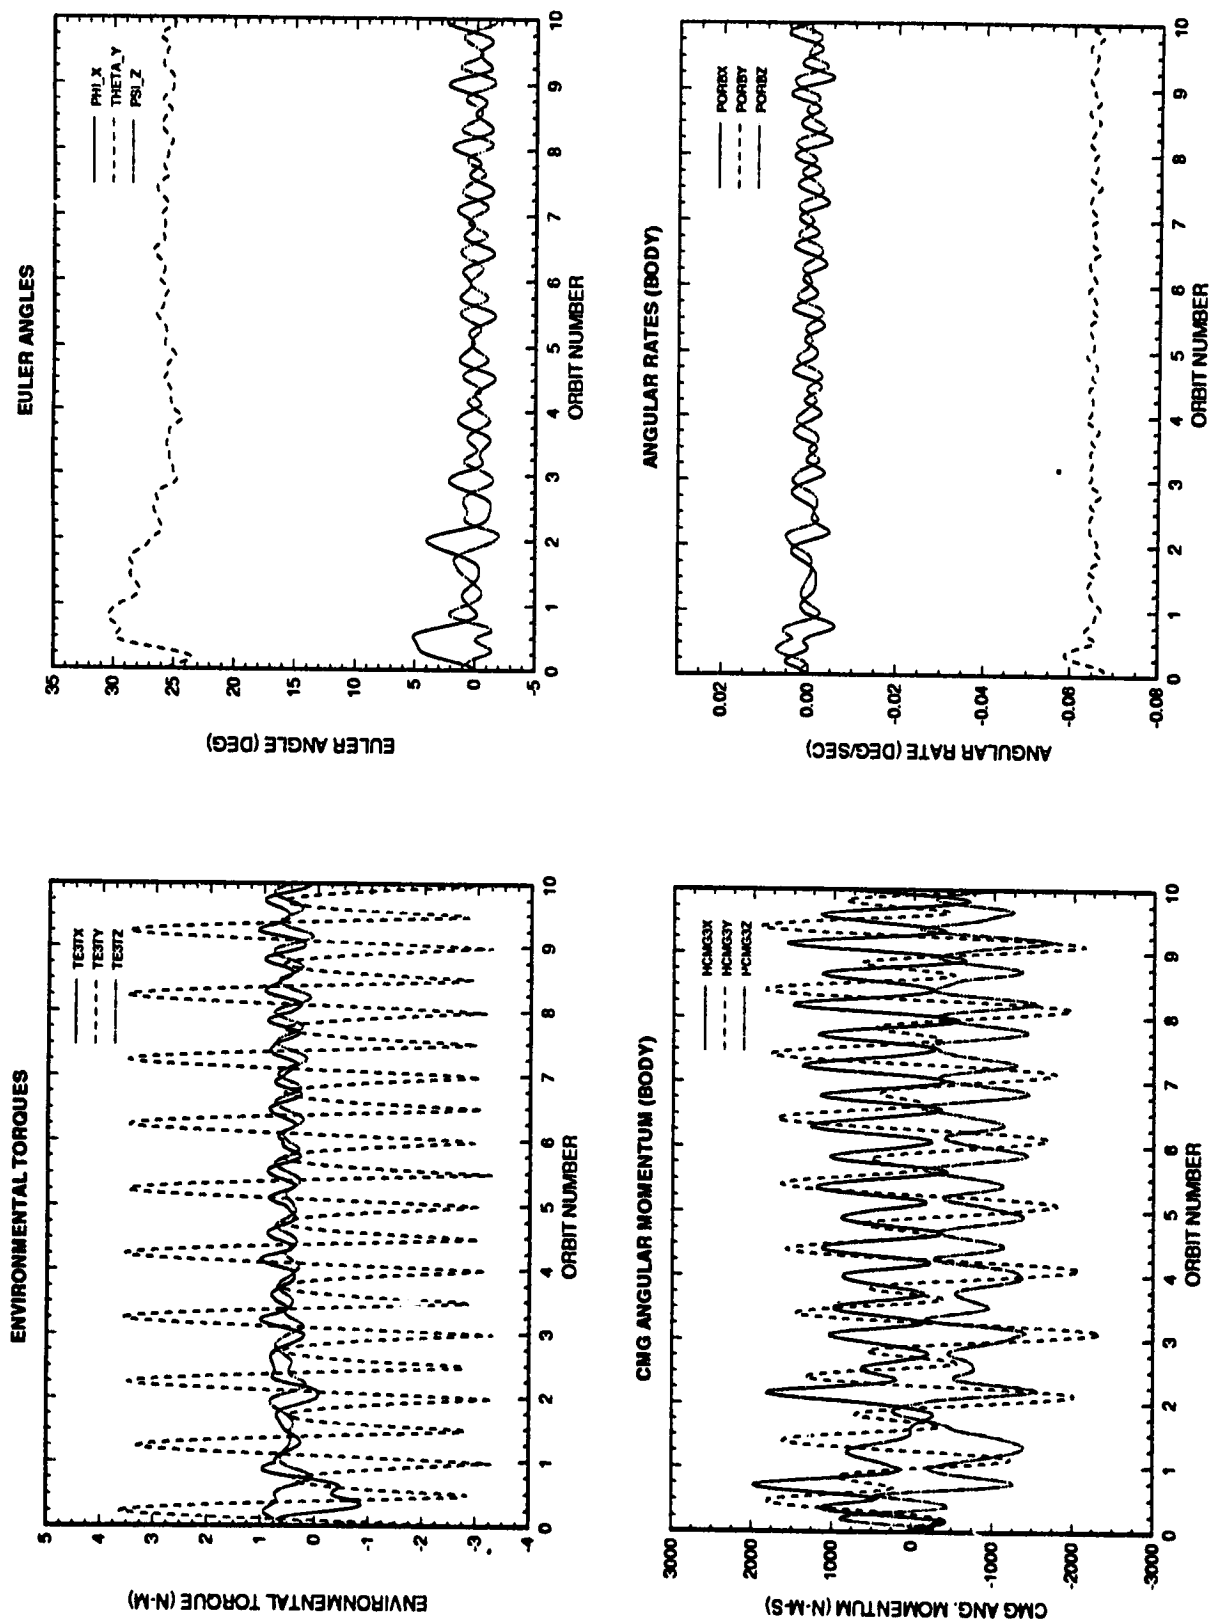 ENVIRONMENTAL TORQUES
TE3TX
TE3TY
TE3TZ
ENVIRONMENTAL TORQUE (N-M)
5
4
3
2
1
0
-1
-2
-3
-4
0 1 2 3 4 5 6 7 8 9 10
ORBIT NUMBER
EULER ANGLES
PHI_X
THETA_Y
PSI_Z
EULER ANGLE (DEG)
35
30
25
20
15
10
5
0
-5
0 1 2 3 4 5 6 7 8 9 10
ORBIT NUMBER
CMG ANGULAR MOMENTUM (BODY)
HCMG3X
HCMG3Y
CMG ANG. MOMENTUM (N-M-S)
3000
2000
1000
0
-1000
-2000
-3000
0 1 2 3 4 5 6 7 8 9 10
ORBIT NUMBER
ANGULAR RATES (BODY)
PORBX
PORBY
PORBZ
ANGULAR RATE (DEG/SEC)
0.02
0.00
-0.02
-0.04
-0.06
-0.08
0 1 2 3 4 5 6 7 8 9 10
ORBIT NUMBER